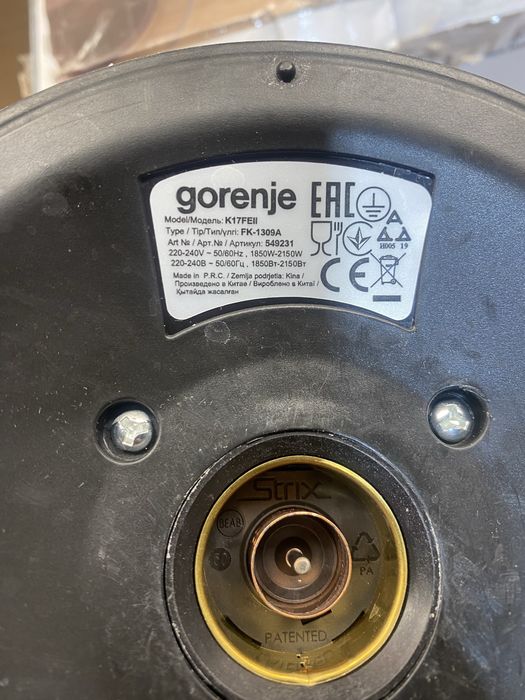 gorenje
EAC
Model/Модель: K17FEII
Type / Tip/Тип/үлгі: FK-1309A
Art № / Арт.№ / Артикул: 549231
220-240V ~ 50/60Hz , 1850W-2150W
220-240В ~ 50/60Гц , 1850Вт-2150Вт
Made in P.R.C. / Zemlja podrjetla: Kina /
Произведено в Китае / Вироблено в Китаї /
Қытайда жасалған
A
H005 19
CE
Strix
BEAB
PA
PATENTED